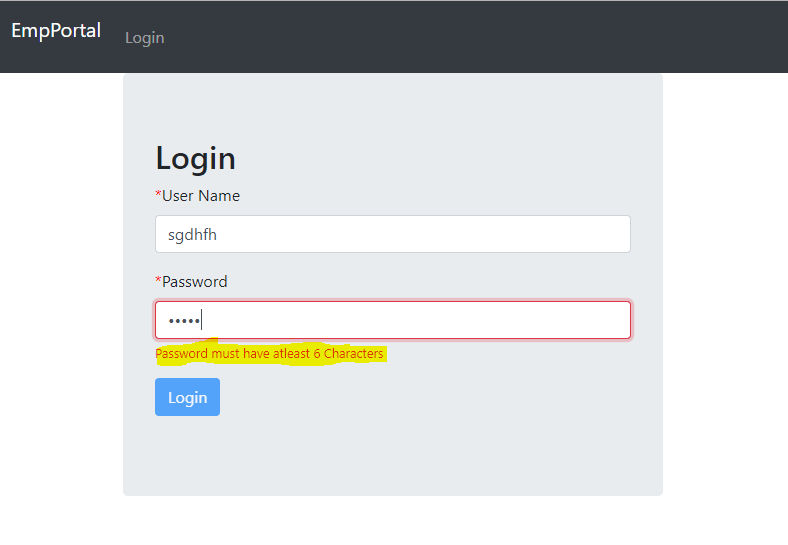 EmpPortal Login
Login
*User Name
sgdhfh
*Password
•••••
Password must have atleast 6 Characters
Login